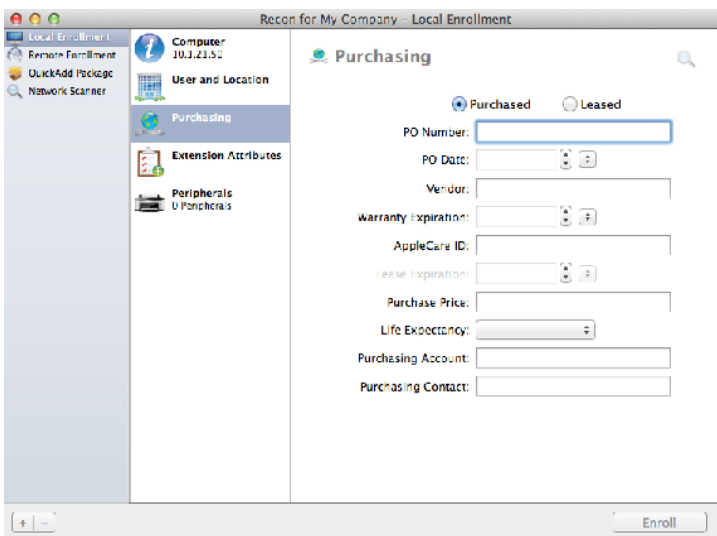 Recon for My Company – Local Enrollment
Local Enrollment
Remote Enrollment
QuickAdd Package
Network Scanner
Computer
10.1.21.50
User and Location
Purchasing
Extension Attributes
Peripherals
0 Peripherals
Purchasing
Purchased Leased
PO Number:
PO Date:
Vendor:
Warranty Expiration:
AppleCare ID:
Lease Expiration:
Purchase Price:
Life Expectancy:
Purchasing Account:
Purchasing Contact:
+ −
Enroll